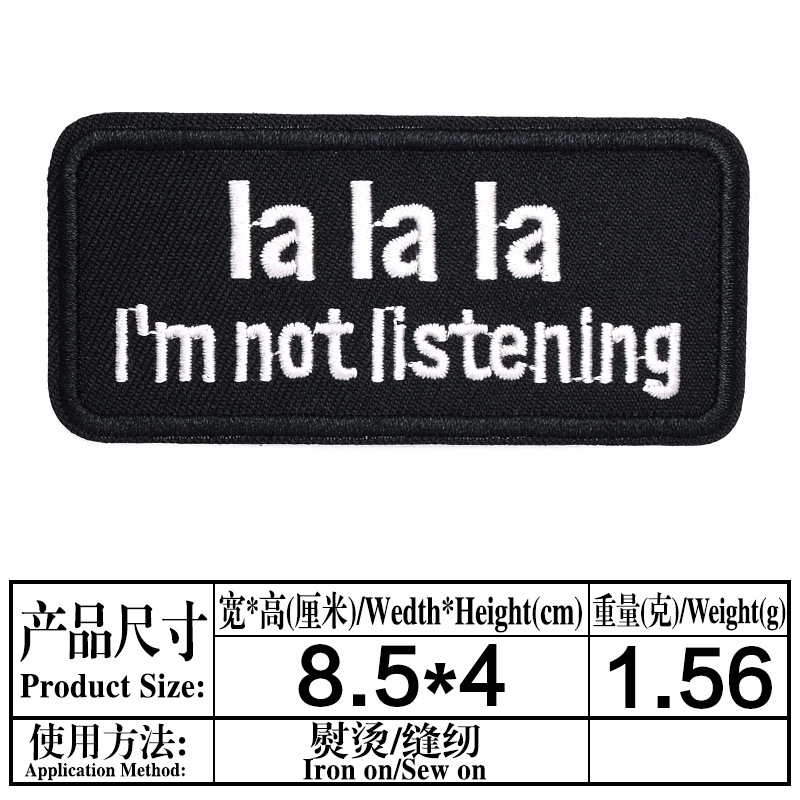 la la la
I'm not listening
产品尺寸
Product Size:
宽*高(厘米)/Wedth*Height(cm)
重量(克)/Weight(g)
8.5*4
1.56
使用方法:
Application Method:
熨烫/缝纫
Iron on/Sew on